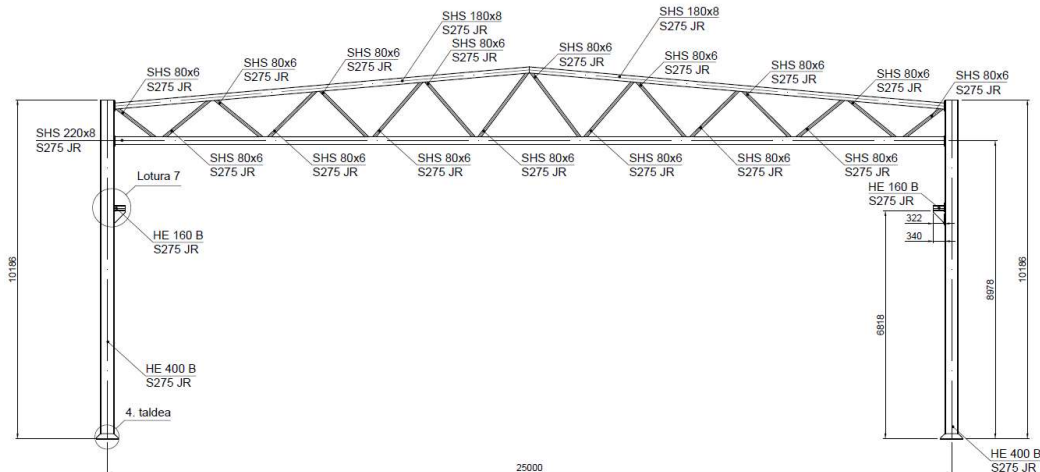 SHS 180x8
S275 JR
SHS 180x8
S275 JR
SHS 80x6
S275 JR
SHS 80x6
S275 JR
SHS 80x6
S275 JR
SHS 80x6
S275 JR
SHS 80x6
S275 JR
SHS 80x6
S275 JR
SHS 80x6
S275 JR
SHS 80x6
S275 JR
SHS 80x6
S275 JR
SHS 80x6
S275 JR
SHS 220x8
S275 JR
SHS 80x6
S275 JR
SHS 80x6
S275 JR
SHS 80x6
S275 JR
SHS 80x6
S275 JR
SHS 80x6
S275 JR
SHS 80x6
S275 JR
SHS 80x6
S275 JR
Lotura 7
HE 160 B
S275 JR
HE 160 B
S275 JR
322
340
10186
6818
8978
10186
HE 400 B
S275 JR
4. taldea
HE 400 B
S275 JR
25000